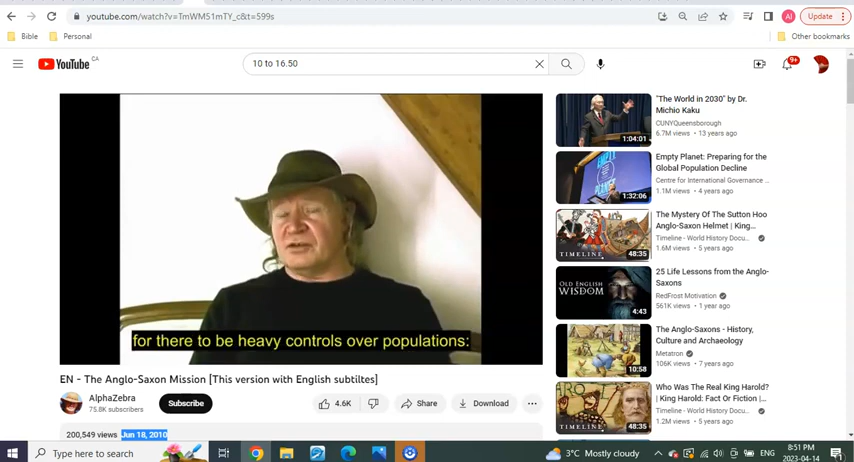 youtube.com/watch?v=TmWM51mTY_c&t=599s
AI
Update
Bible
Personal
Other bookmarks
YouTube CA
10 to 16.50
9+
for there to be heavy controls over populations:
EN - The Anglo-Saxon Mission [This version with English subtiltes]
AlphaZebra
75.8K subscribers
Subscribe
4.6K
Share
Download
200,549 views Jun 18, 2010
1:04:01
"The World in 2030" by Dr.
Michio Kaku
CUNYQueensborough
6.7M views • 13 years ago
EMPTY
PLANET
1:32:06
Empty Planet: Preparing for the
Global Population Decline
Centre for International Governance ...
1.1M views • 4 years ago
TIMELINE
48:35
The Mystery Of The Sutton Hoo
Anglo-Saxon Helmet | King...
Timeline - World History Docu...
1.6M views • 5 years ago
OLD ENGLISH
WISDOM
4:43
25 Life Lessons from the Anglo-
Saxons
RedFrost Motivation
561K views • 1 year ago
10:58
The Anglo-Saxons - History,
Culture and Archaeology
Metatron
106K views • 7 years ago
TIMELINE
48:35
Who Was The Real King Harold?
| King Harold: Fact Or Fiction |...
Timeline - World History Docu...
1.2M views • 5 years ago
Type here to search
3°C Mostly cloudy
ENG
8:51 PM
2023-04-14